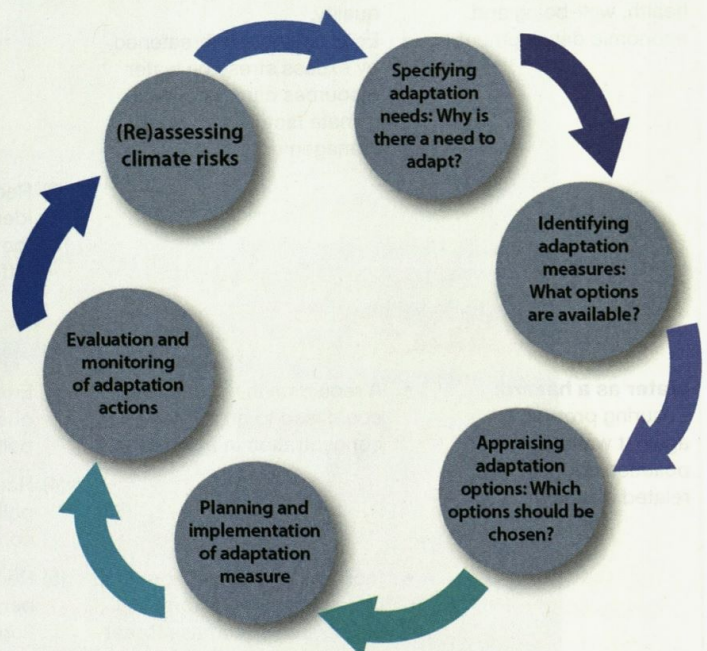 (Re)assessing
climate risks
Specifying
adaptation
needs: Why is
there a need to
adapt?
Identifying
adaptation
measures:
What options
are available?
Appraising
adaptation
options: Which
options should be
chosen?
Planning and
implementation
of adaptation
measure
Evaluation and
monitoring
of adaptation
actions